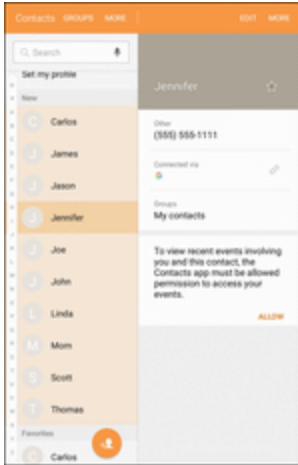 Contacts GROUPS MORE
EDIT MORE
Search
Set my profile
New
C Carlos
J James
J Jason
J Jennifer
J Joe
J John
L Linda
M Mom
S Scott
T Thomas
Favorites
C Carlos
Jennifer
Other
(555) 555-1111
Connected via
G
Groups
My contacts
To view recent events involving
you and this contact, the
Contacts app must be allowed
permission to access your
events.
ALLOW